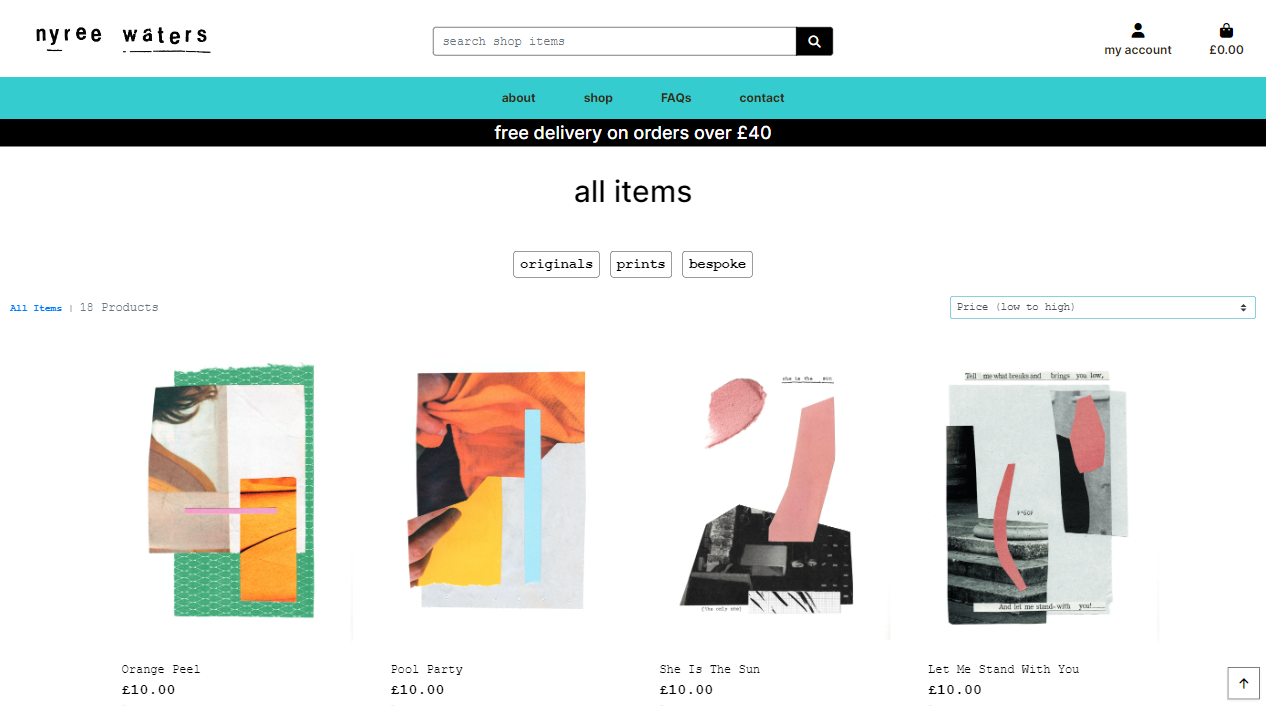 nyree waters
search shop items
my account
£0.00
about shop FAQs contact
free delivery on orders over £40
all items
originals prints bespoke
All Items | 18 Products
Price (low to high)
she is the sun
(the only she)
Tell me what breaks and brings you low,
And let me stand with you!
Orange Peel
£10.00
Pool Party
£10.00
She Is The Sun
£10.00
Let Me Stand With You
£10.00